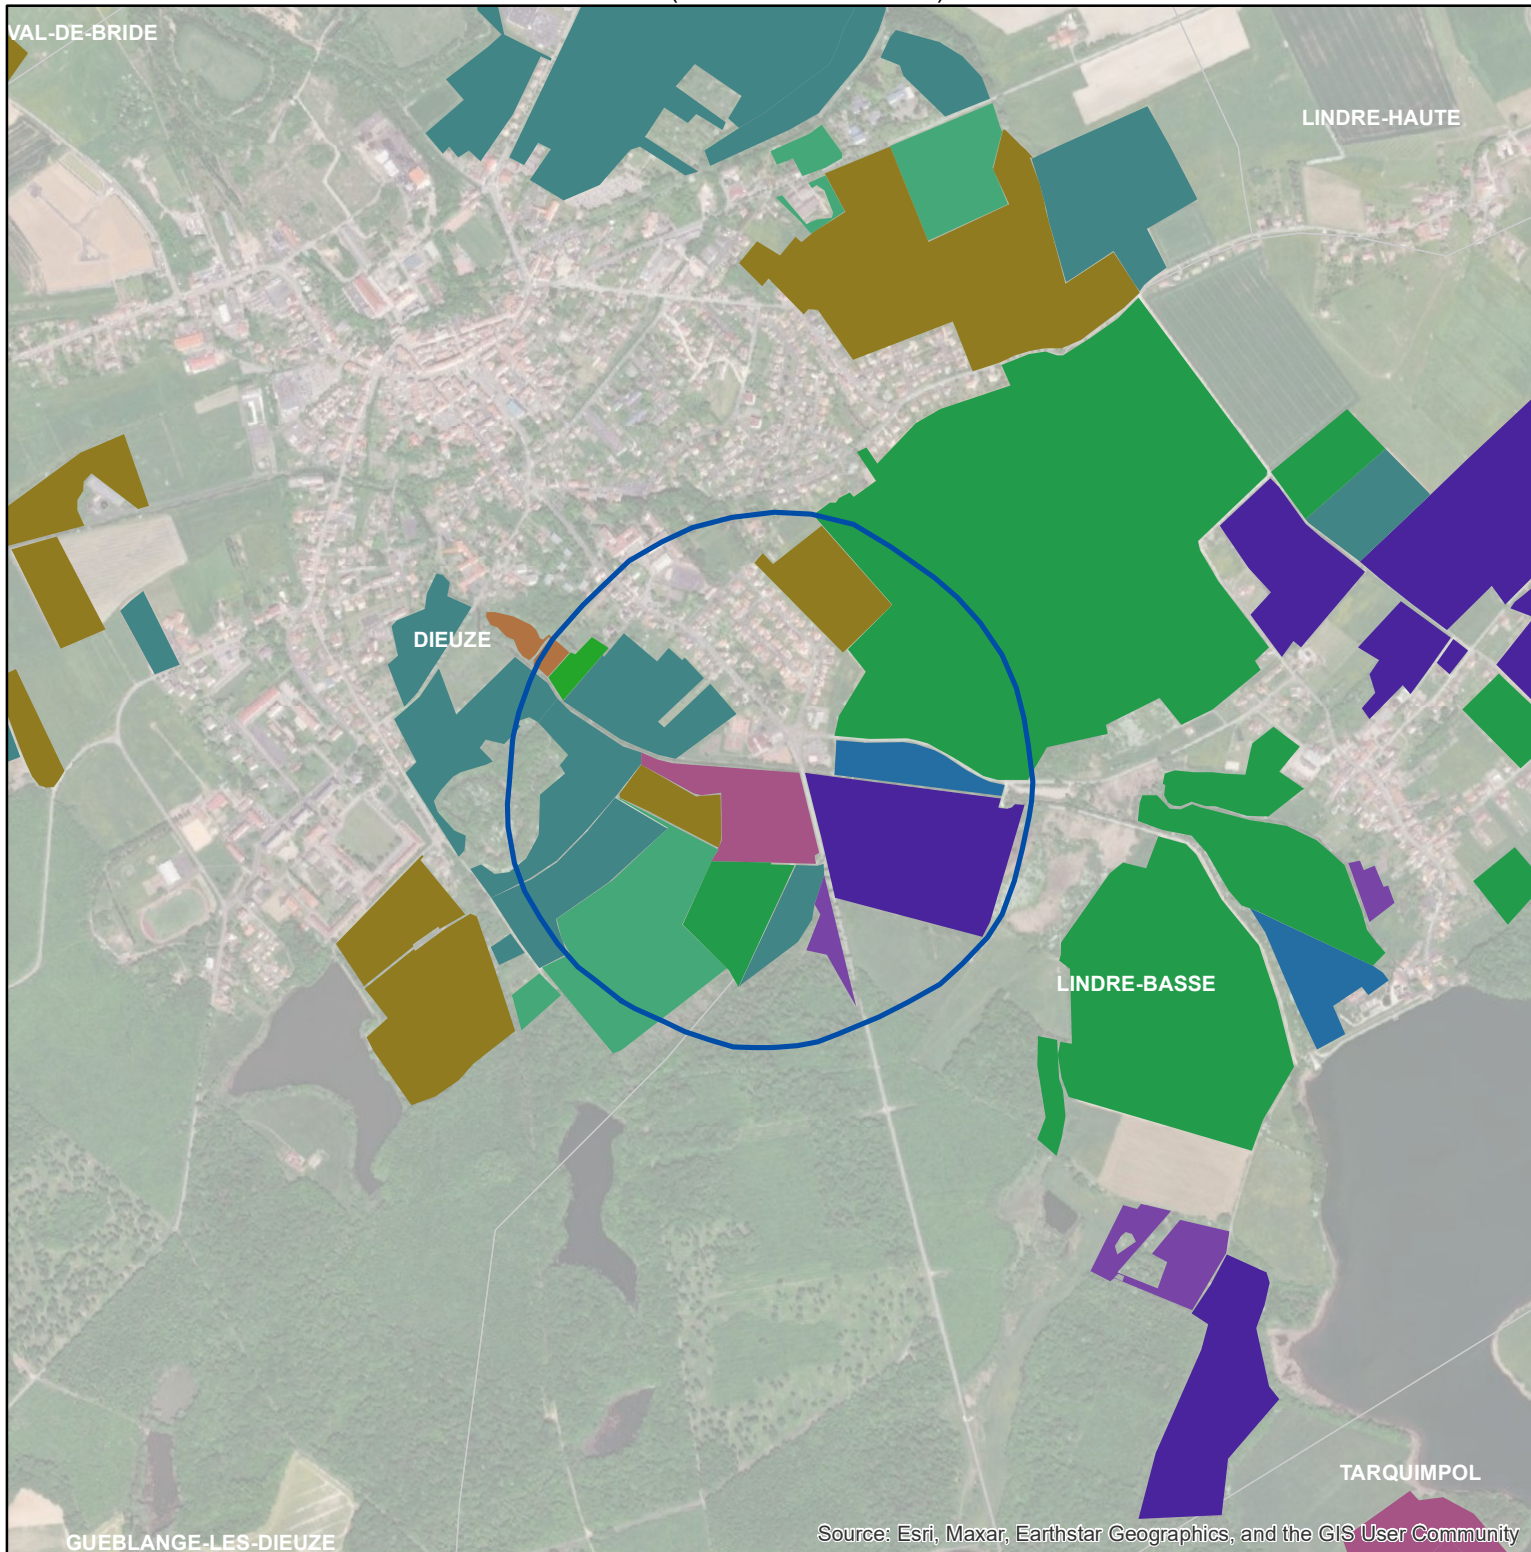 VAL-DE-BRIDE
LINDRE-HAUTE
DIEUZE
LINDRE-BASSE
TARQUIMPOL
GUEBLANGE-LES-DIEUZE
Source: Esri, Maxar, Earthstar Geographics, and the GIS User Community